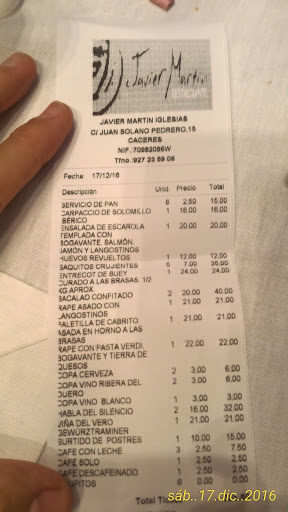 Javier Martin
RESTAURANTE
JAVIER MARTIN IGLESIAS
C/ JUAN SOLANO PEDRERO,15
CACERES
NIF.:70982096W
Tfno.:927 23 59 06
Fecha 17/12/16
Descripción Unid. Precio Total
SERVICIO DE PAN 6 2.50 15,00
CARPACCIO DE SOLOMILLO 1 16,00 16,00
IBÉRICO
ENSALADA DE ESCAROLA 1 20,00 20,00
TEMPLADA CON
BOGAVANTE, SALMÓN,
JAMÓN Y LANGOSTINOS
HUEVOS REVUELTOS 1 12,00 12,00
SAQUITOS CRUJIENTES 5 7,00 35,00
ENTRECOT DE BUEY 1 24,00 24,00
CURADO A LAS BRASAS, 1/2
KG APROX
BACALAO CONFITADO 2 20,00 40,00
RAPE ASADO CON 1 21,00 21,00
LANGOSTINOS
PALETILLA DE CABRITO 1 21,00 21,00
ASADA EN HORNO A LAS
BRASAS
RAPE CON PASTA VERDI, 1 22,00 22,00
BOGAVANTE Y TIERRA DE
QUESOS
COPA CERVEZA 2 3,00 6,00
COPA VINO RIBERA DEL 2 3,00 6,00
DUERO
COPA VINO BLANCO 1 3,00 3,00
HABLA DEL SILENCIO 2 16,00 32,00
VIÑA DEL VERO 1 21,00 21,00
GEWÜRZTRAMINER
SURTIDO DE POSTRES 1 10,00 15,00
CAFE CON LECHE 3 2,50 7,50
CAFÉ SOLO 1 2,50 2,50
CAFE DESCAFEINADO 1 2,50 2,50
CHUPITOS 6 0,00 0,00
Total
sáb..17.dic..2016